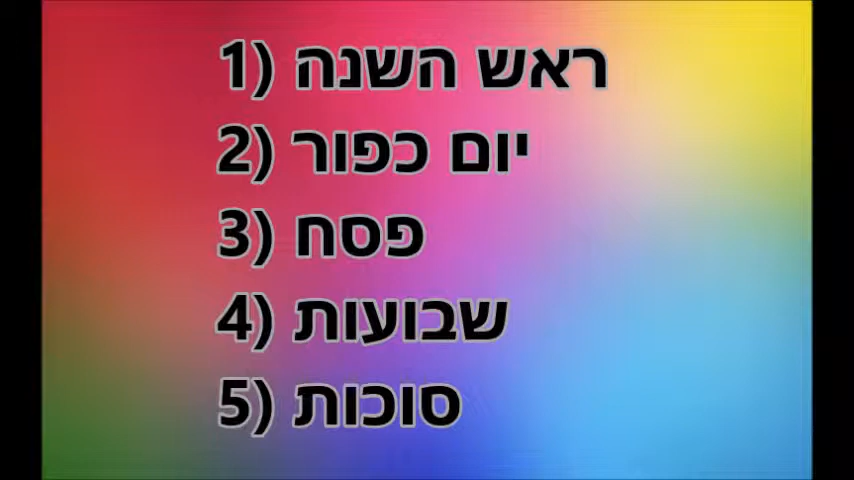 1) ראש השנה
2) יום כפור
3) פסח
4) שבועות
5) סוכות